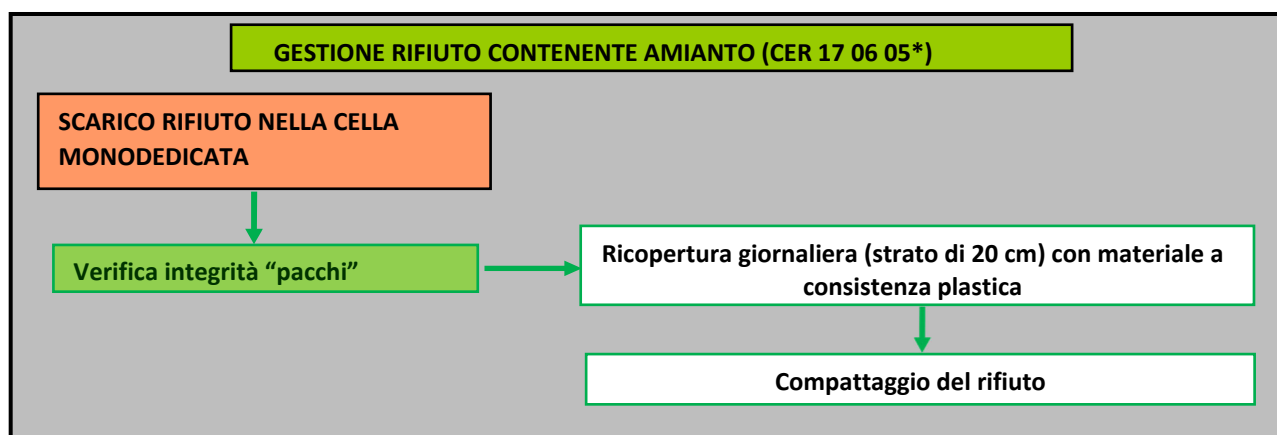 GESTIONE RIFIUTO CONTENENTE AMIANTO (CER 17 06 05*)
SCARICO RIFIUTO NELLA CELLA
MONODEDICATA
Verifica integrità “pacchi”
Ricopertura giornaliera (strato di 20 cm) con materiale a
consistenza plastica
Compattaggio del rifiuto